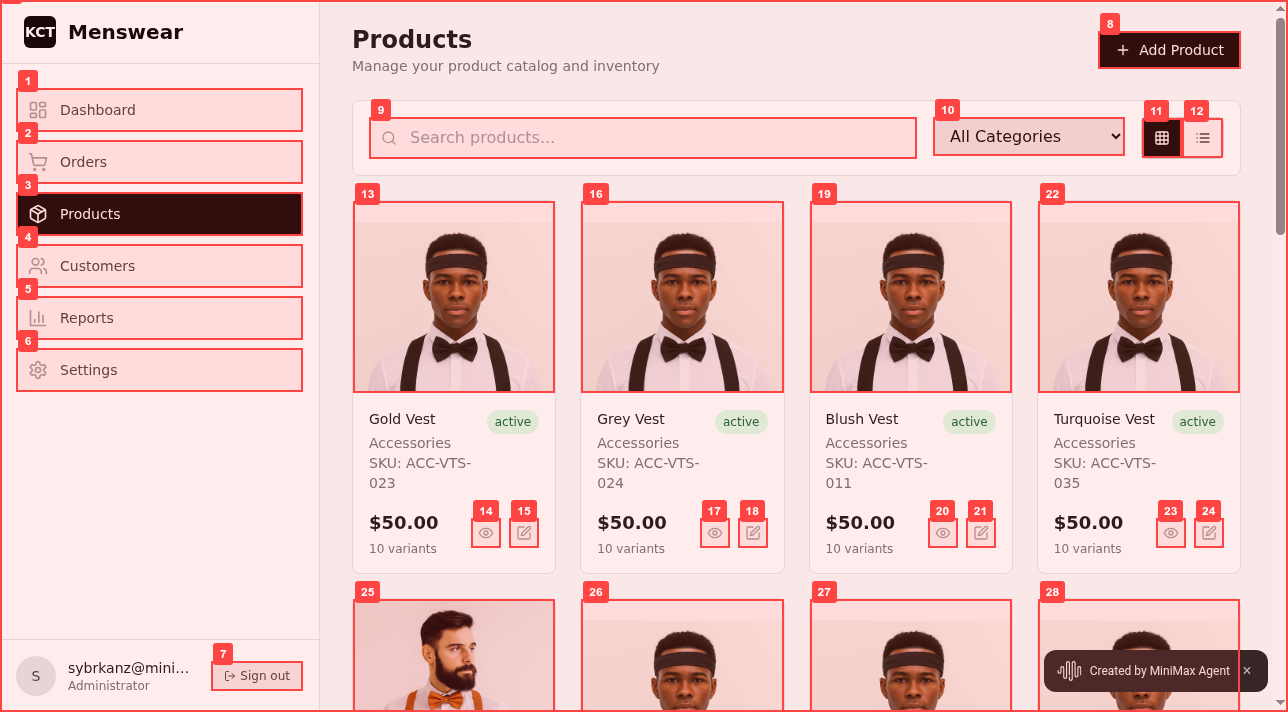 KCT Menswear
1
Dashboard
2
Orders
3
Products
4
Customers
5
Reports
6
Settings
S
sybrkanz@mini...
Administrator
7
Sign out
Products
Manage your product catalog and inventory
8
Add Product
9
Search products...
10
All Categories
11
12
13
Gold Vest
active
Accessories
SKU: ACC-VTS-
023
$50.00
10 variants
14
15
16
Grey Vest
active
Accessories
SKU: ACC-VTS-
024
$50.00
10 variants
17
18
19
Blush Vest
active
Accessories
SKU: ACC-VTS-
011
$50.00
10 variants
20
21
22
Turquoise Vest
active
Accessories
SKU: ACC-VTS-
035
$50.00
10 variants
23
24
25
26
27
28
Created by MiniMax Agent